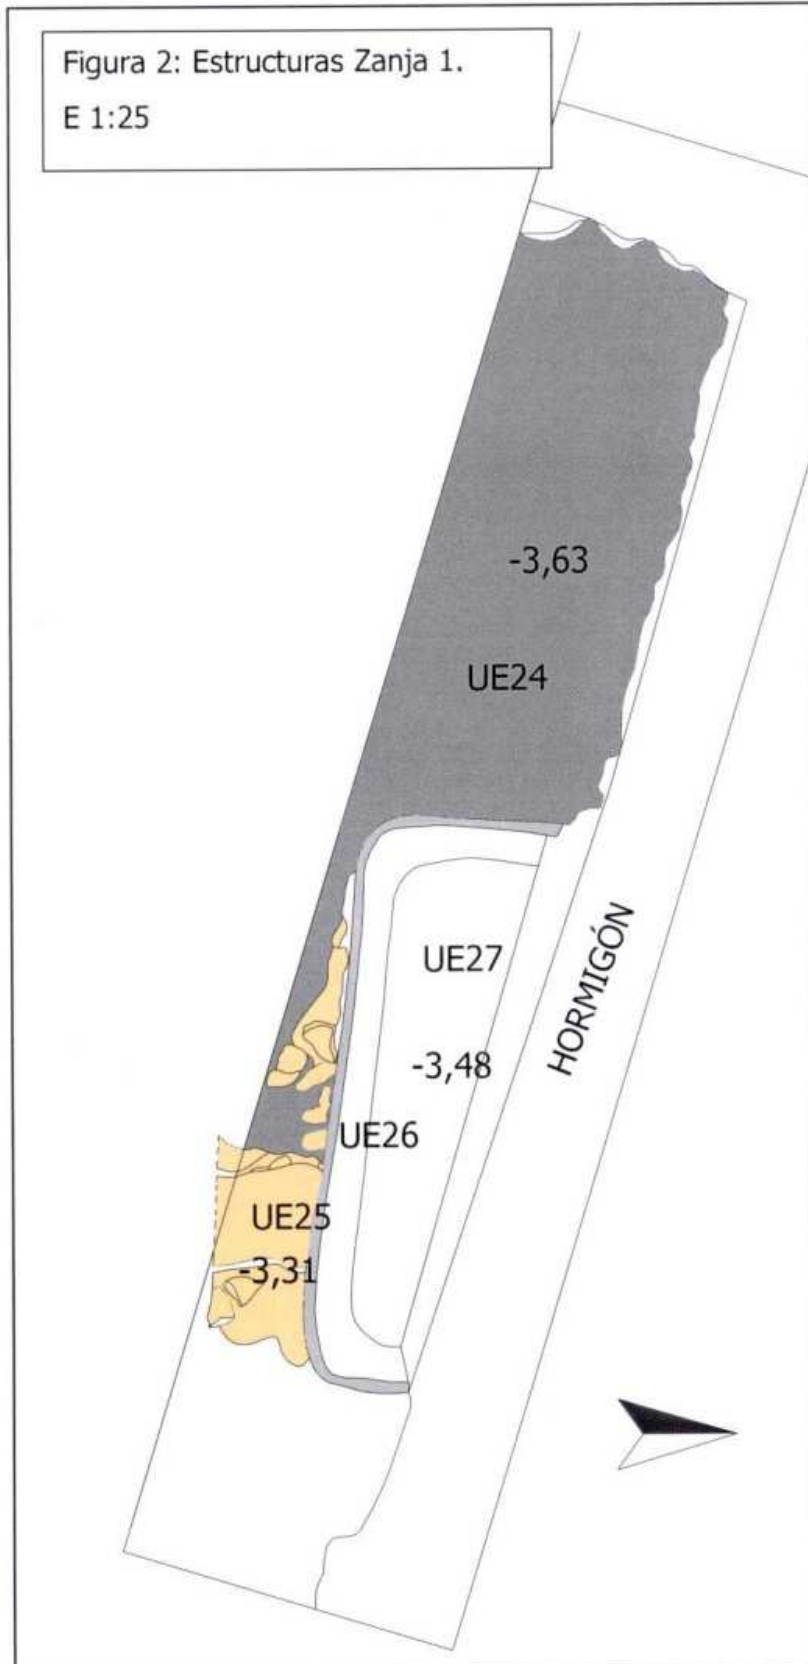 Figura 2: Estructuras Zanja 1.
E 1:25
-3,63
UE24
UE27
HORMIGÓN
-3,48
UE26
UE25
-3,31